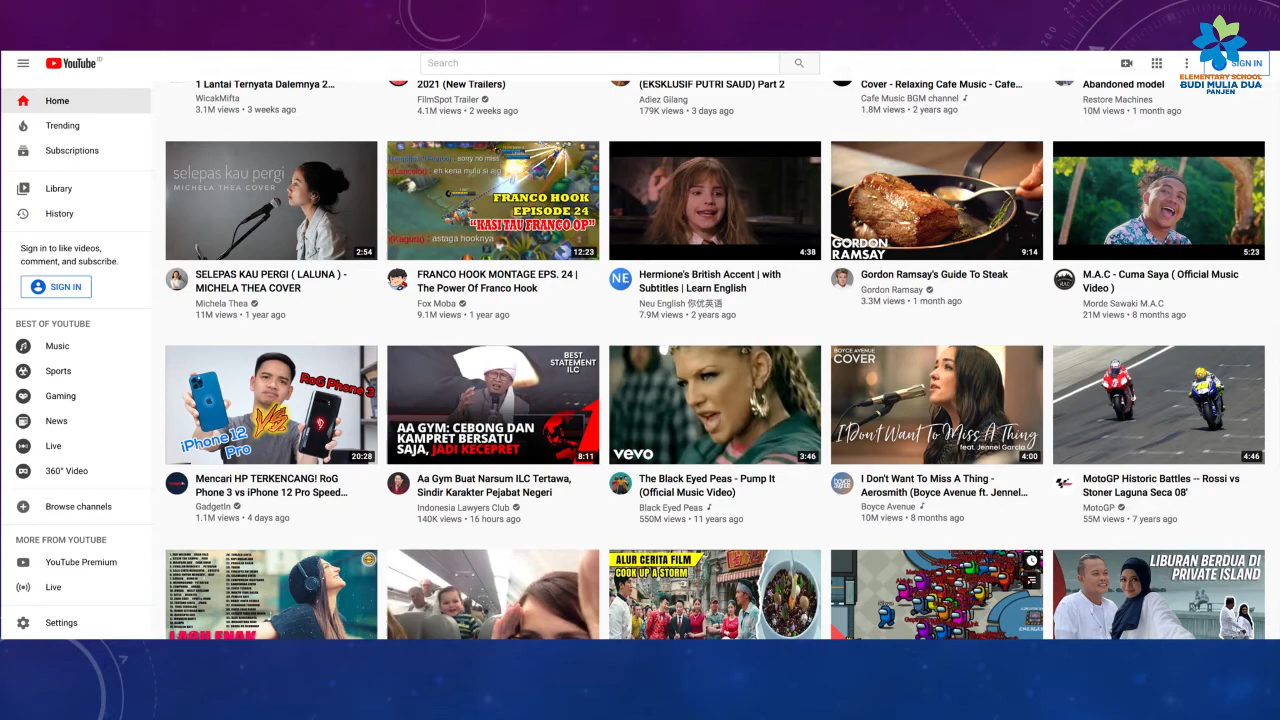 YouTube ID
Search
SIGN IN
ELEMENTARY SCHOOL
BUDI MULIA DUA
PANJEN
Home
Trending
Subscriptions
Library
History
Sign in to like videos,
comment, and subscribe.
SIGN IN
BEST OF YOUTUBE
Music
Sports
Gaming
News
Live
360° Video
Browse channels
MORE FROM YOUTUBE
YouTube Premium
Live
Settings
1 Lantai Ternyata Dalemnya 2...
WicakMifta
3.1M views • 3 weeks ago
2021 (New Trailers)
FilmSpot Trailer
4.1M views • 2 weeks ago
(EKSKLUSIF PUTRI SAUD) Part 2
Adiez Gilang
179K views • 3 days ago
Cover - Relaxing Cafe Music - Cafe...
Cafe Music BGM channel
1.8M views • 2 years ago
Abandoned model
Restore Machines
10M views • 1 month ago
selepas kau pergi
MICHELA THEA COVER
2:54
SELEPAS KAU PERGI ( LALUNA ) -
MICHELA THEA COVER
Michela Thea
11M views • 1 year ago
sorry no miss
eh kena mulu si ajg
FRANCO HOOK
EPISODE 24
"KASI TAU FRANCO OP"
astaga hooknya
12:23
FRANCO HOOK MONTAGE EPS. 24 |
The Power Of Franco Hook
Fox Moba
9.1M views • 1 year ago
4:38
NE
Hermione's British Accent | with
Subtitles | Learn English
Neu English 你优英语
7.9M views • 2 years ago
GORDON
RAMSAY
9:14
Gordon Ramsay's Guide To Steak
Gordon Ramsay
3.3M views • 1 month ago
5:23
M.A.C - Cuma Saya ( Official Music
Video )
Morde Sawaki M.A.C
21M views • 8 months ago
RoG Phone 3
VS
iPhone 12
Pro
20:28
Mencari HP TERKENCANG! RoG
Phone 3 vs iPhone 12 Pro Speed...
GadgetIn
1.1M views • 4 days ago
BEST
STATEMENT
ILC
AA GYM: CEBONG DAN
KAMPRET BERSATU
SAJA, JADI KECEPRET
8:11
Aa Gym Buat Narsum ILC Tertawa,
Sindir Karakter Pejabat Negeri
Indonesia Lawyers Club
140K views • 16 hours ago
vevo
3:46
The Black Eyed Peas - Pump It
(Official Music Video)
Black Eyed Peas
550M views • 11 years ago
BOYCE AVENUE
COVER
I Don't Want To Miss A Thing
feat. Jennel Garcia
4:00
boyce avenue
I Don't Want To Miss A Thing -
Aerosmith (Boyce Avenue ft. Jennel...
Boyce Avenue
10M views • 8 months ago
4:46
MotoGP Historic Battles -- Rossi vs
Stoner Laguna Seca 08'
MotoGP
55M views • 7 years ago
LAGU ENAK
ALUR CERITA FILM
COOK UP A STORM
LIBURAN BERDUA DI
PRIVATE ISLAND